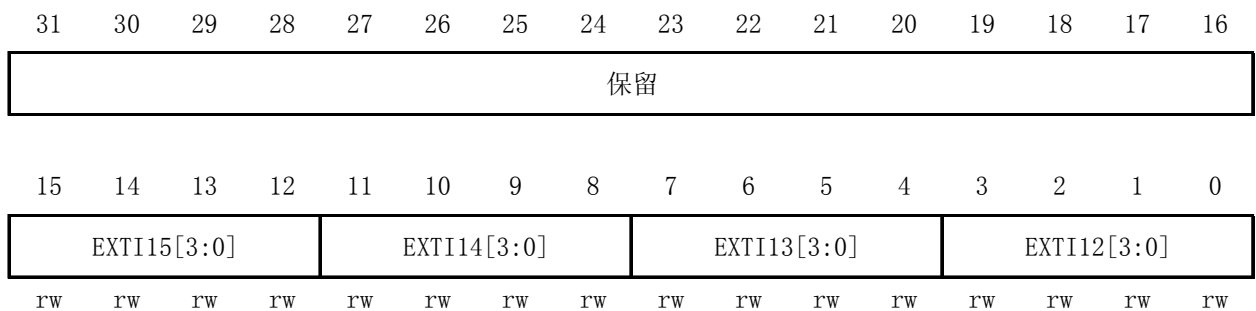 31 30 29 28 27 26 25 24 23 22 21 20 19 18 17 16
保留
15 14 13 12 11 10 9 8 7 6 5 4 3 2 1 0
EXTI15[3:0] EXTI14[3:0] EXTI13[3:0] EXTI12[3:0]
rw rw rw rw rw rw rw rw rw rw rw rw rw rw rw rw